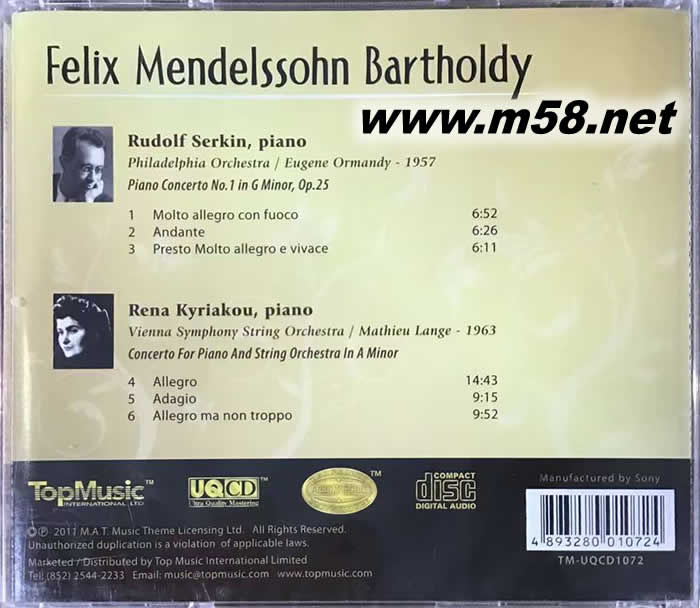 Felix Mendelssohn Bartholdy
www.m58.net
Rudolf Serkin, piano
Philadelphia Orchestra / Eugene Ormandy - 1957
Piano Concerto No.1 in G Minor, Op.25
1 Molto allegro con fuoco 6:52
2 Andante 6:26
3 Presto Molto allegro e vivace 6:11
Rena Kyriakou, piano
Vienna Symphony String Orchestra / Mathieu Lange - 1963
Concerto For Piano And String Orchestra In A Minor
4 Allegro 14:43
5 Adagio 9:15
6 Allegro ma non troppo 9:52
TopMusic™
INTERNATIONAL LTD
UQCD™
Ultra Quality Mastering
TM
COMPACT
disc
DIGITAL AUDIO
Manufactured by Sony
4 893280 010724
TM-UQCD1072
©℗ 2011 M.A.T. Music Theme Licensing Ltd. All Rights Reserved.
Unauthorized duplication is a violation of applicable laws.
Marketed / Distributed by Top Music International Limited
Tel: (852) 2544-2233 Email: music@topmusic.com www.topmusic.com